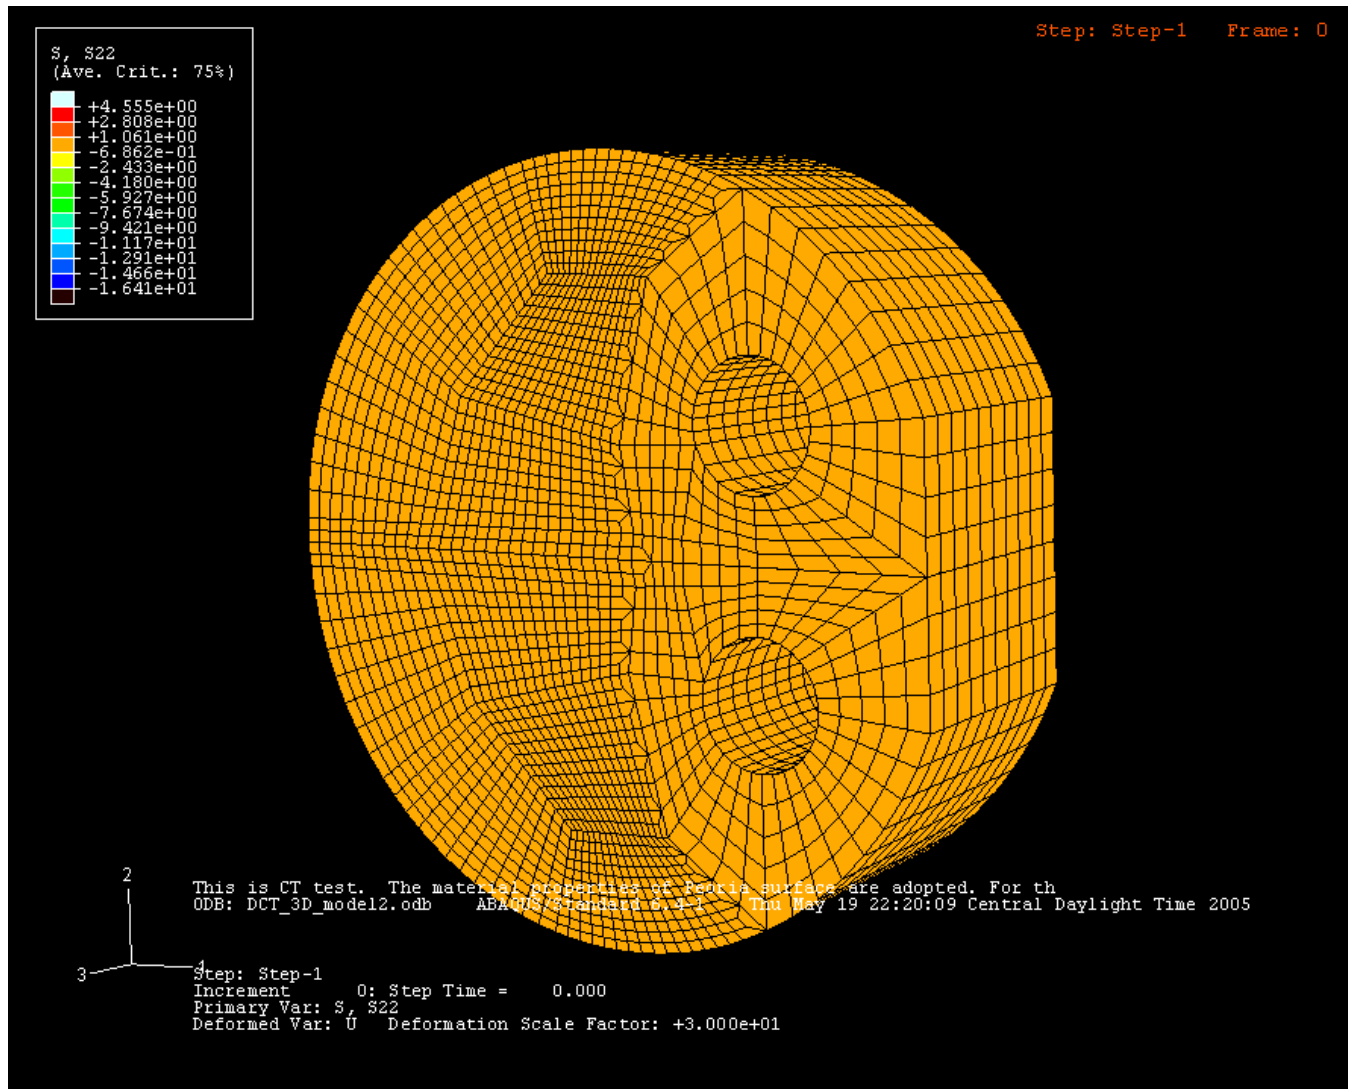 Step: Step-1 Frame: 0
S, S22
(Ave. Crit.: 75%)
+4.555e+00
+2.808e+00
+1.061e+00
-6.862e-01
-2.433e+00
-4.180e+00
-5.927e+00
-7.674e+00
-9.421e+00
-1.117e+01
-1.291e+01
-1.466e+01
-1.641e+01
2
3
1
This is CT test. The material properties of Peoria surface are adopted. For th
ODB: DCT_3D_model2.odb ABAQUS/Standard 6.4-1 Thu May 19 22:20:09 Central Daylight Time 2005
Step: Step-1
Increment 0: Step Time = 0.000
Primary Var: S, S22
Deformed Var: U Deformation Scale Factor: +3.000e+01